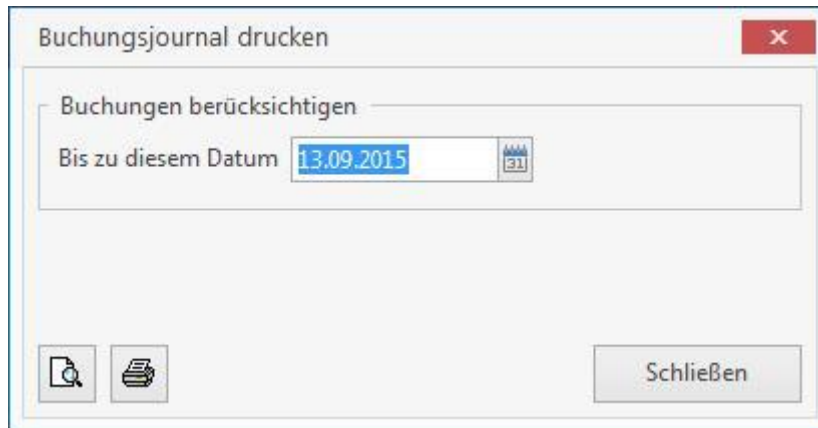 Buchungsjournal drucken
Buchungen berücksichtigen
Bis zu diesem Datum 13.09.2015 31
Schließen